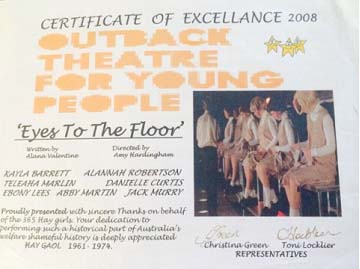 CERTIFICATE OF EXCELLENCE 2008
OUTBACK
THEATRE
FOR YOUNG
PEOPLE
'Eyes To The Floor'
Written by
Alana Valentine
Directed by
Amy Hardingham
KAYLA BARRETT ALANNAH ROBERTSON
TELEAHA MARLIN DANIELLE CURTIS
EBONY LEES ABBY MARTIN JACK MURRY
Proudly presented with sincere Thanks on behalf
of the 365 Hay girls. Your dedication to
performing such a historical part of Australia's
welfare shameful history is deeply appreciated
HAY GAOL 1961- 1974.
Christina Green Toni Locklier
REPRESENTATIVES